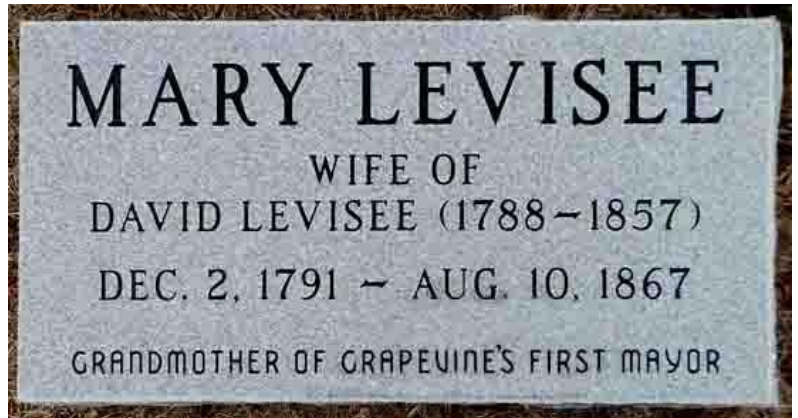 MARY LEVISEE
WIFE OF
DAVID LEVISEE (1788~1857)
DEC. 2, 1791 ~ AUG. 10, 1867
GRANDMOTHER OF GRAPEVINE'S FIRST MAYOR